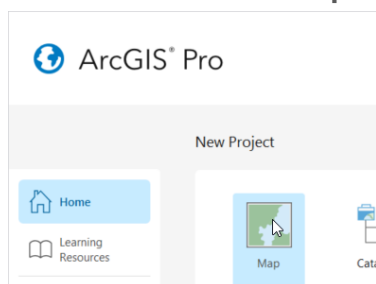 ArcGIS® Pro
New Project
Home
Learning
Resources
Map